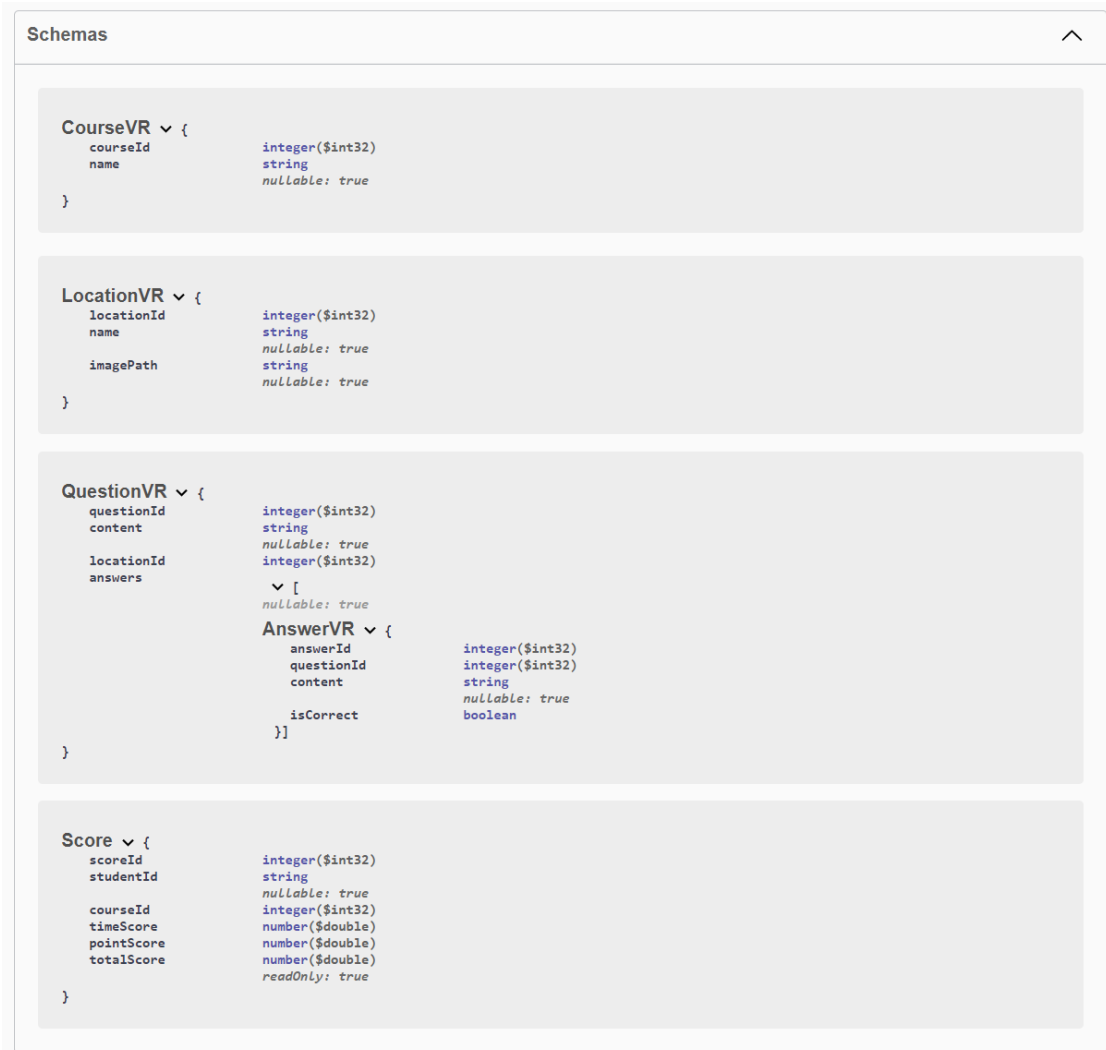 Schemas
CourseVR {
courseId integer($int32)
name string
nullable: true
}
LocationVR {
locationId integer($int32)
name string
nullable: true
imagePath string
nullable: true
}
QuestionVR {
questionId integer($int32)
content string
nullable: true
locationId integer($int32)
answers
[
nullable: true
AnswerVR {
answerId integer($int32)
questionId integer($int32)
content string
nullable: true
isCorrect boolean
}]
}
Score {
scoreId integer($int32)
studentId string
nullable: true
courseId integer($int32)
timeScore number($double)
pointScore number($double)
totalScore number($double)
readOnly: true
}